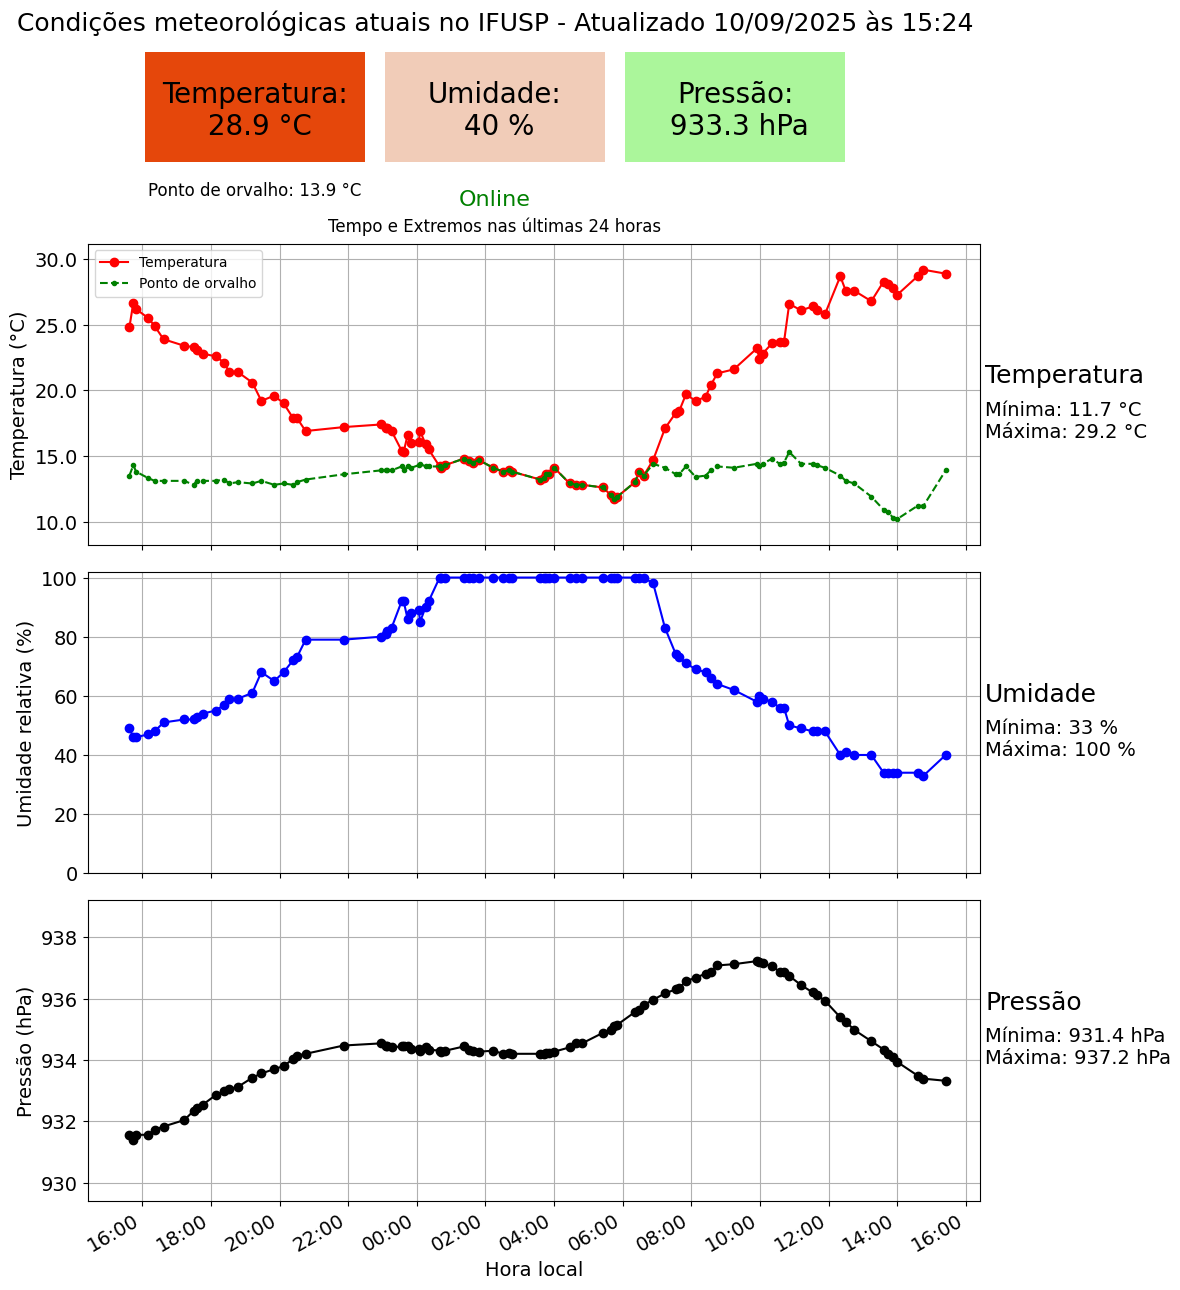 Condições meteorológicas atuais no IFUSP - Atualizado 10/09/2025 às 15:24
Temperatura:
28.9 °C
Umidade:
40 %
Pressão:
933.3 hPa
Ponto de orvalho: 13.9 °C
Online
Tempo e Extremos nas últimas 24 horas
Temperatura (°C)
30.0
25.0
20.0
15.0
10.0
Temperatura
Ponto de orvalho
Temperatura
Mínima: 11.7 °C
Máxima: 29.2 °C
Umidade relativa (%)
100
80
60
40
20
0
Umidade
Mínima: 33 %
Máxima: 100 %
Pressão (hPa)
938
936
934
932
930
Pressão
Mínima: 931.4 hPa
Máxima: 937.2 hPa
16:00 18:00 20:00 22:00 00:00 02:00 04:00 06:00 08:00 10:00 12:00 14:00 16:00
Hora local